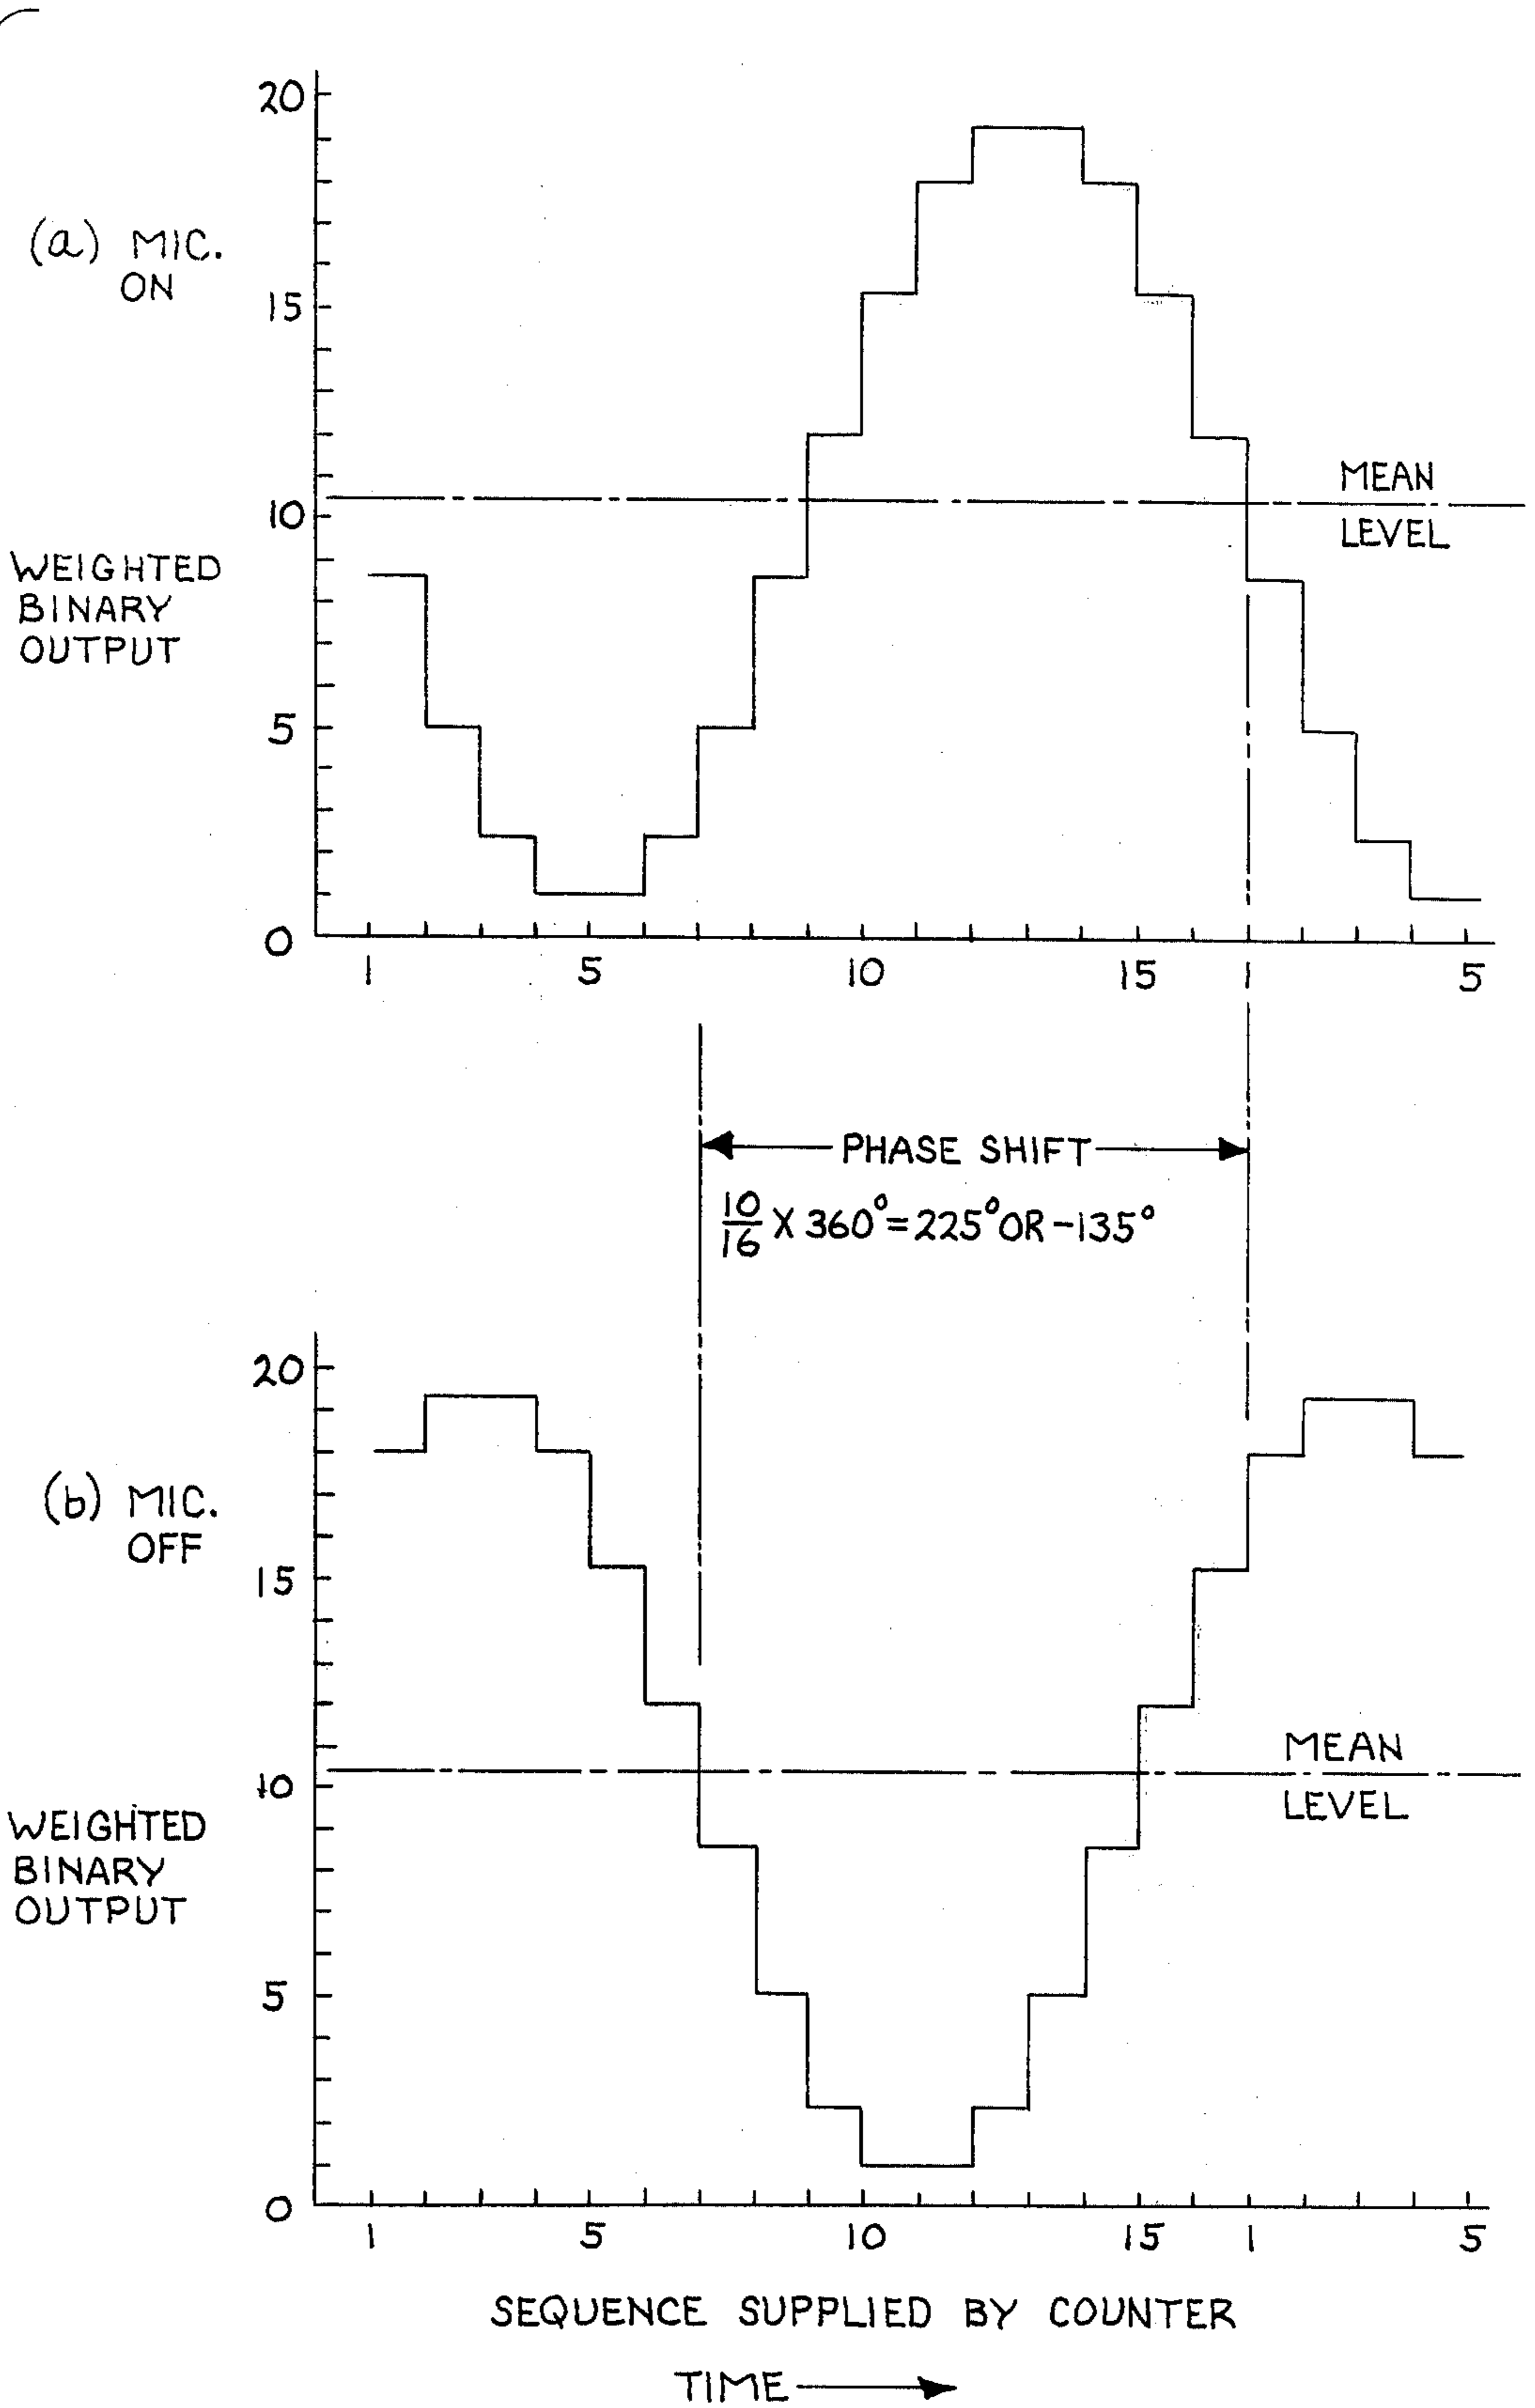 20
(a) MIC.
ON
15
MEAN
10
LEVEL
WEIGHTED
BINARY
OUTPUT
5
0
1 5 10 15 1 5
PHASE SHIFT
10/16 X 360° = 225° OR -135°
20
(b) MIC.
OFF
15
MEAN
10
LEVEL
WEIGHTED
BINARY
OUTPUT
5
0
1 5 10 15 1 5
SEQUENCE SUPPLIED BY COUNTER
TIME